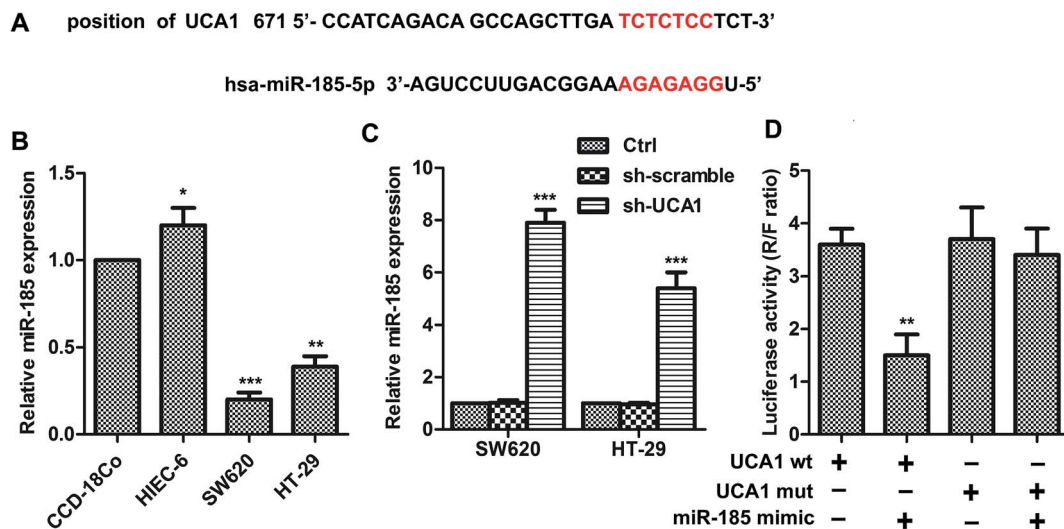 A
position of UCA1 671 5’- CCATCAGACA GCCAGCTTGA TCTCTCCTCT-3’
hsa-miR-185-5p 3’-AGUCCUUGACGGAAAGAGAGGU-5’
B
Relative miR-185 expression
1.5
1.0
0.5
0.0
*
***
**
CCD-18Co
HIEC-6
SW620
HT-29
C
Relative miR-185 expression
10
8
6
4
2
0
Ctrl
sh-scramble
sh-UCA1
***
***
SW620
HT-29
D
Luciferase activity (R/F ratio)
5
4
3
2
1
0
**
UCA1 wt + + – –
UCA1 mut – – + +
miR-185 mimic – + – +